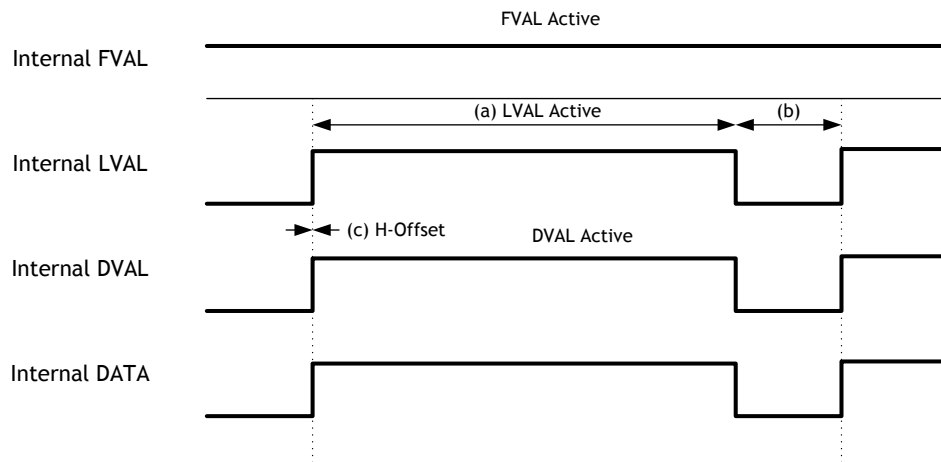 FVAL Active
Internal FVAL
(a) LVAL Active
(b)
Internal LVAL
(c) H-Offset
DVAL Active
Internal DVAL
Internal DATA